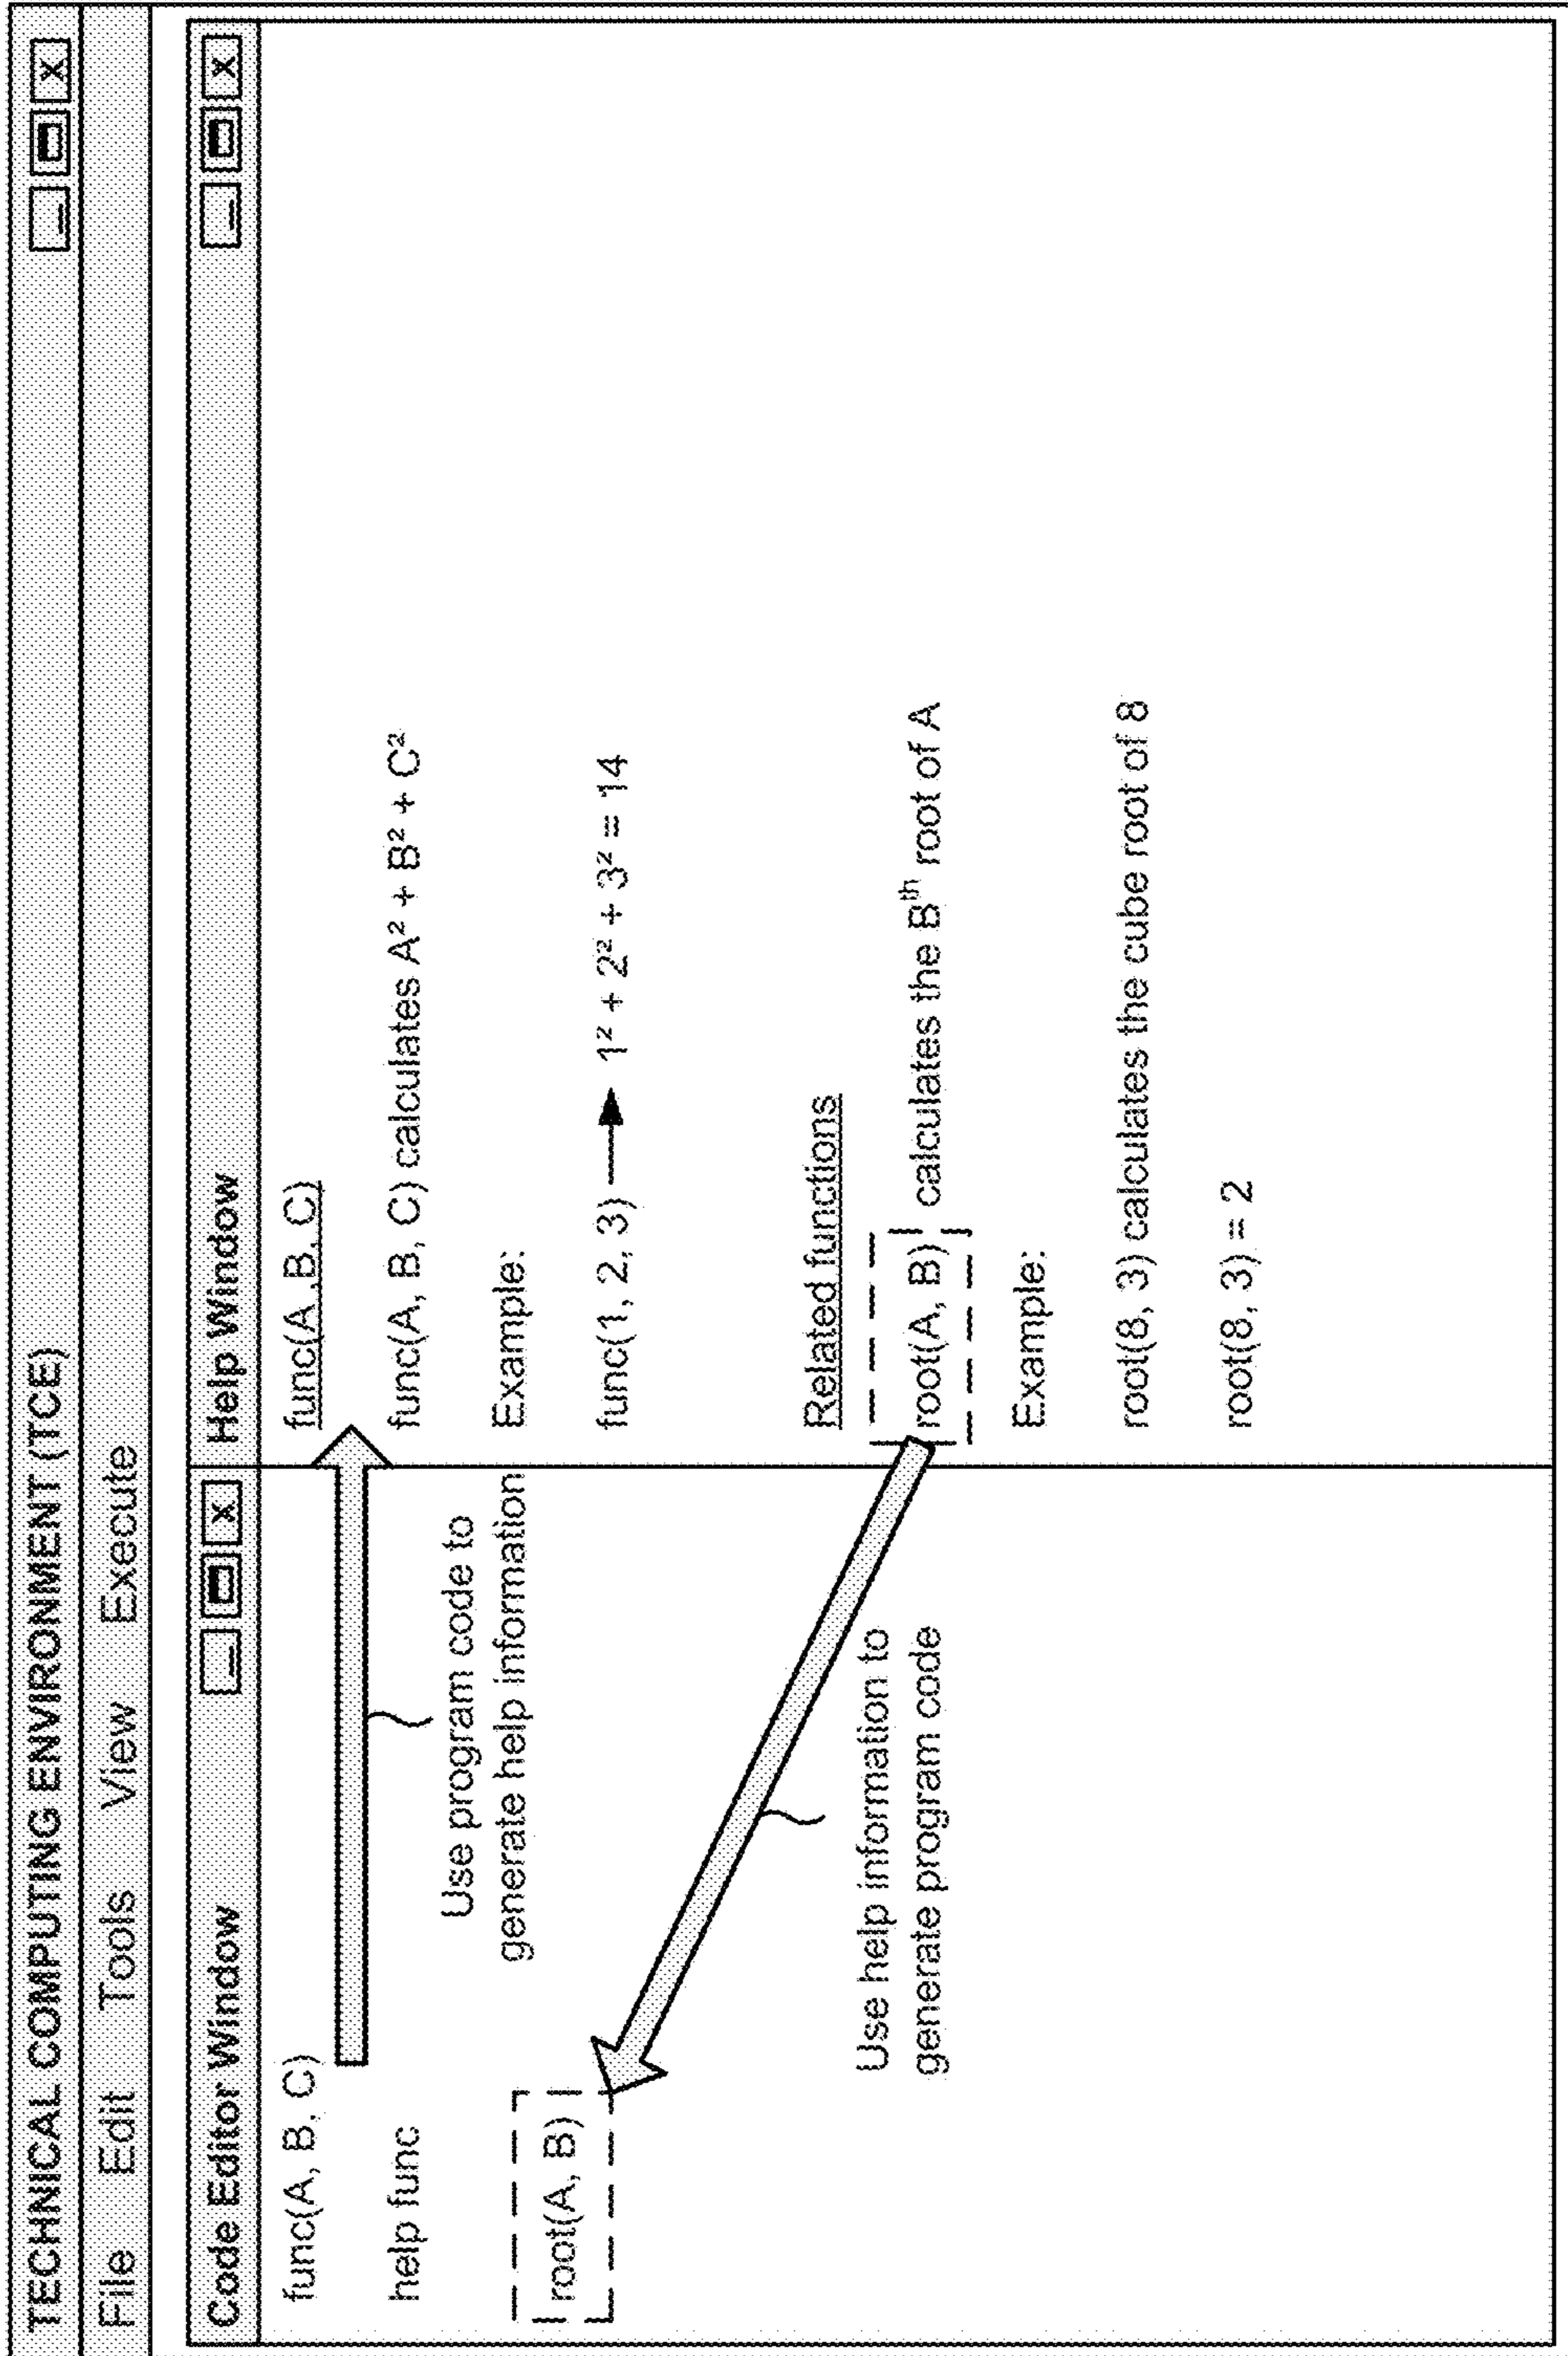 TECHNICAL COMPUTING ENVIRONMENT (TCE)
File Edit Tools View Execute
Code Editor Window
func(A, B, C)
help func
root(A, B)
Use program code to
generate help information
Use help information to
generate program code
Help Window
func(A ,B, C)
func(A, B, C) calculates A² + B² + C²
Example:
func(1, 2, 3) → 1² + 2² + 3² = 14
Related functions
root(A, B) calculates the Bᵗʰ root of A
Example:
root(8, 3) calculates the cube root of 8
root(8, 3) = 2